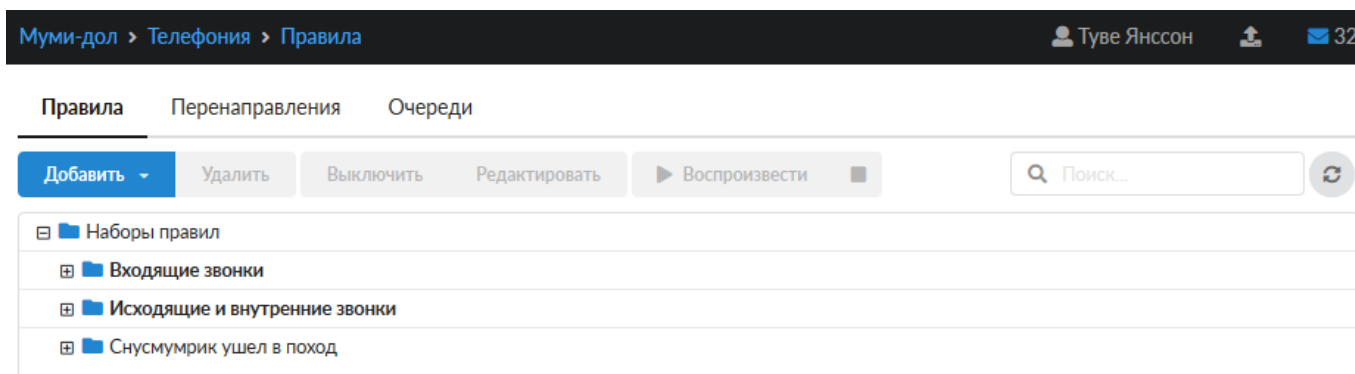 Муми-дол > Телефония > Правила Туве Янссон 32
Правила Перенаправления Очереди
Добавить Удалить Выключить Редактировать Воспроизвести Поиск...
Наборы правил
Входящие звонки
Исходящие и внутренние звонки
Снусмумрик ушел в поход